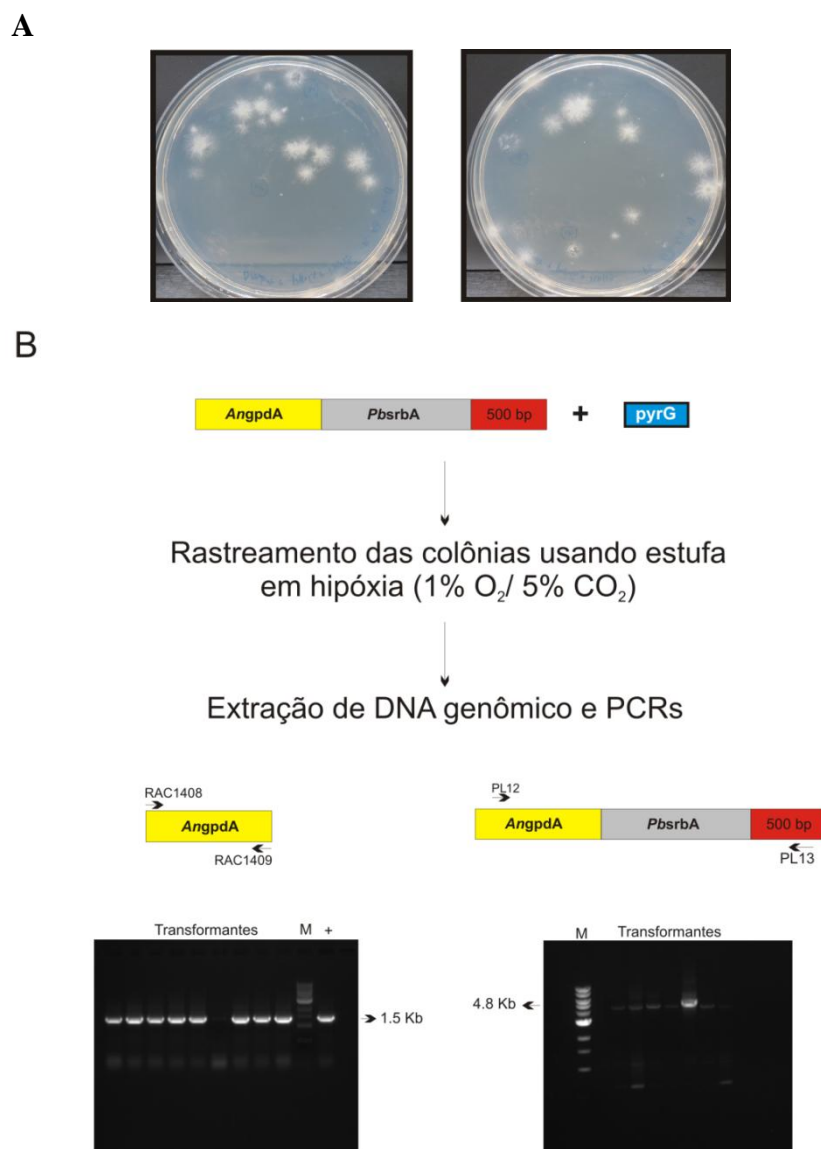 A
B
AngpdA
PbsrbA
500 bp
+
pyrG
Rastreamento das colônias usando estufa
em hipóxia (1% O₂/ 5% CO₂)
Extração de DNA genômico e PCRs
RAC1408
AngpdA
RAC1409
PL12
AngpdA
PbsrbA
500 bp
PL13
Transformantes
M
+
1.5 Kb
M
Transformantes
4.8 Kb